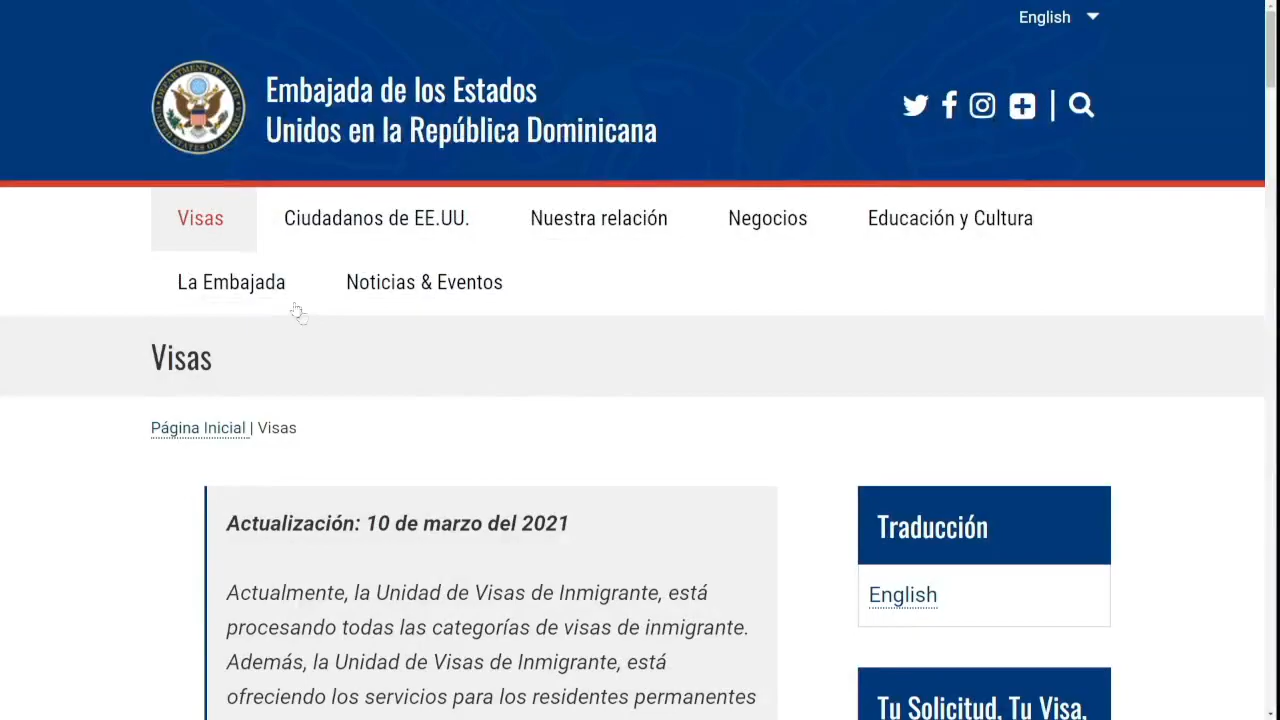 English
Embajada de los Estados
Unidos en la República Dominicana
Visas
Ciudadanos de EE.UU.
Nuestra relación
Negocios
Educación y Cultura
La Embajada
Noticias & Eventos
Visas
Página Inicial | Visas
Actualización: 10 de marzo del 2021
Actualmente, la Unidad de Visas de Inmigrante, está
procesando todas las categorías de visas de inmigrante.
Además, la Unidad de Visas de Inmigrante, está
ofreciendo los servicios para los residentes permanentes
Traducción
English
Tu Solicitud, Tu Visa,